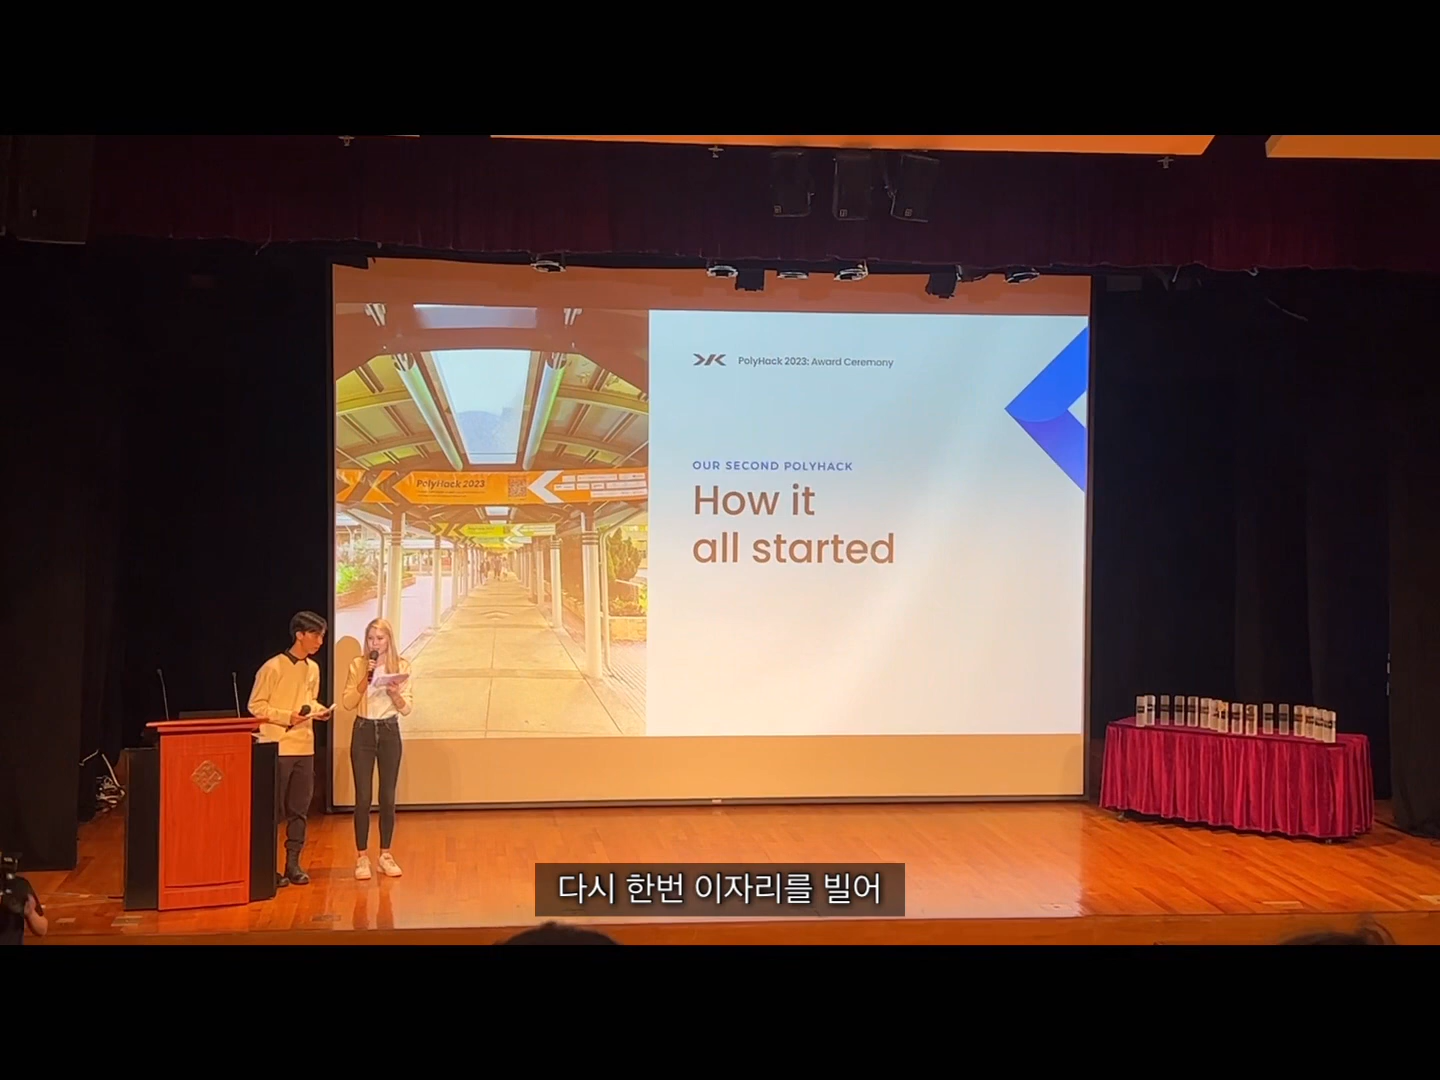 PolyHack 2023: Award Ceremony
OUR SECOND POLYHACK
How it
all started
PolyHack 2023
다시 한번 이자리를 빌어